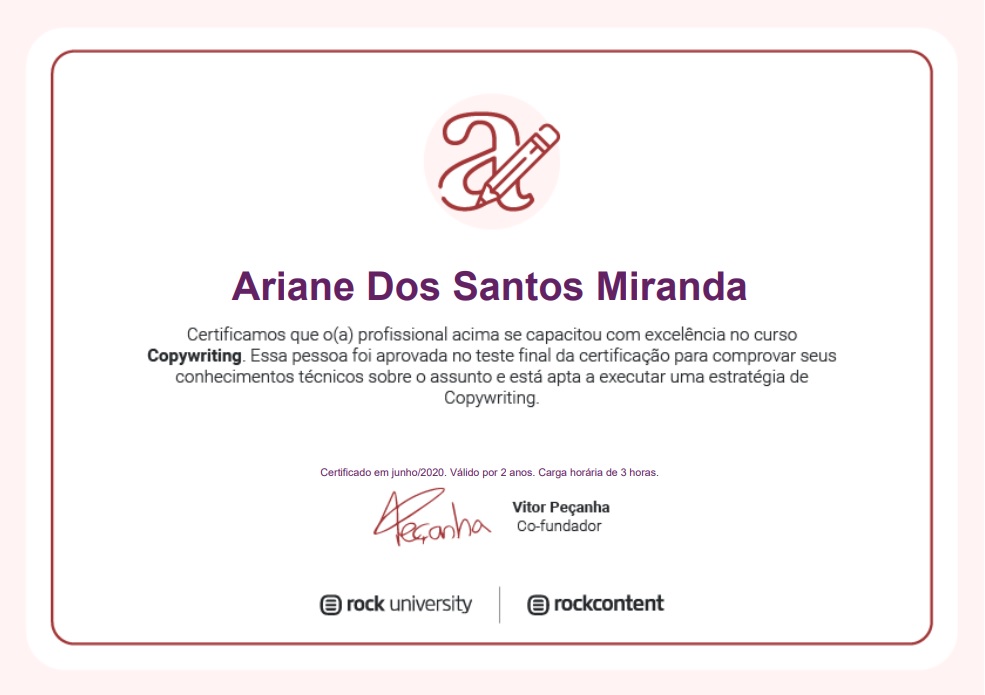 Ariane Dos Santos Miranda
Certificamos que o(a) profissional acima se capacitou com excelência no curso
Copywriting. Essa pessoa foi aprovada no teste final da certificação para comprovar seus
conhecimentos técnicos sobre o assunto e está apta a executar uma estratégia de
Copywriting.
Certificado em junho/2020. Válido por 2 anos. Carga horária de 3 horas.
Peçanha
Vitor Peçanha
Co-fundador
rock university
rockcontent